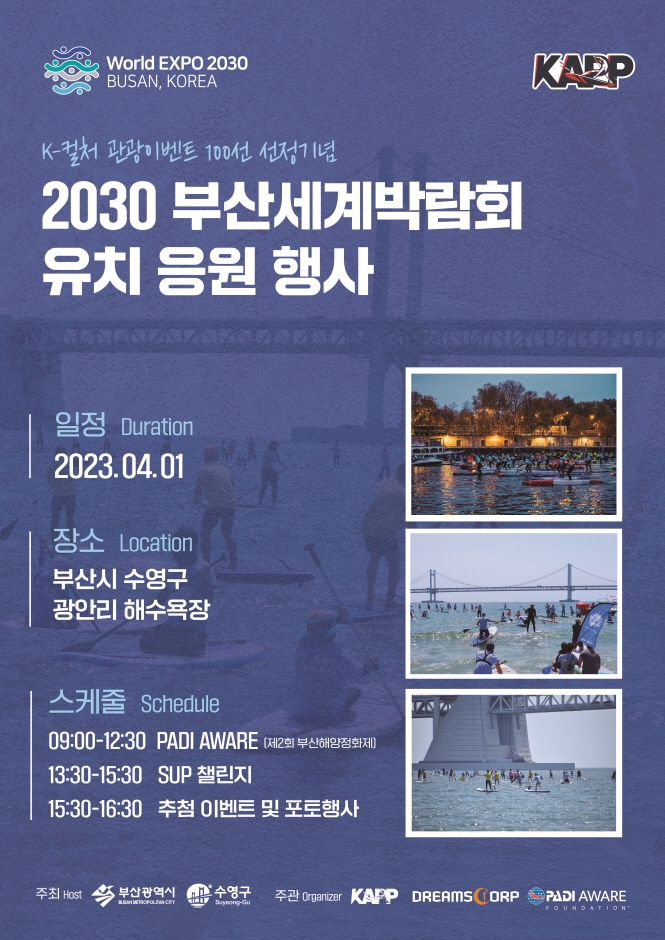 World EXPO 2030
BUSAN, KOREA
KAPP
K-컬처 관광이벤트 100선 선정기념
2030 부산세계박람회
유치 응원 행사
일정 Duration
2023.04.01
장소 Location
부산시 수영구
광안리 해수욕장
스케줄 Schedule
09:00-12:30 PADI AWARE (제2회 부산해양정화제)
13:30-15:30 SUP 챌린지
15:30-16:30 추첨 이벤트 및 포토행사
주최 Host 부산광역시 BUSAN METROPOLITAN CITY 수영구 Suyeong-Gu 주관 Organizer KAPP DREAMSCORP PADI AWARE FOUNDATION